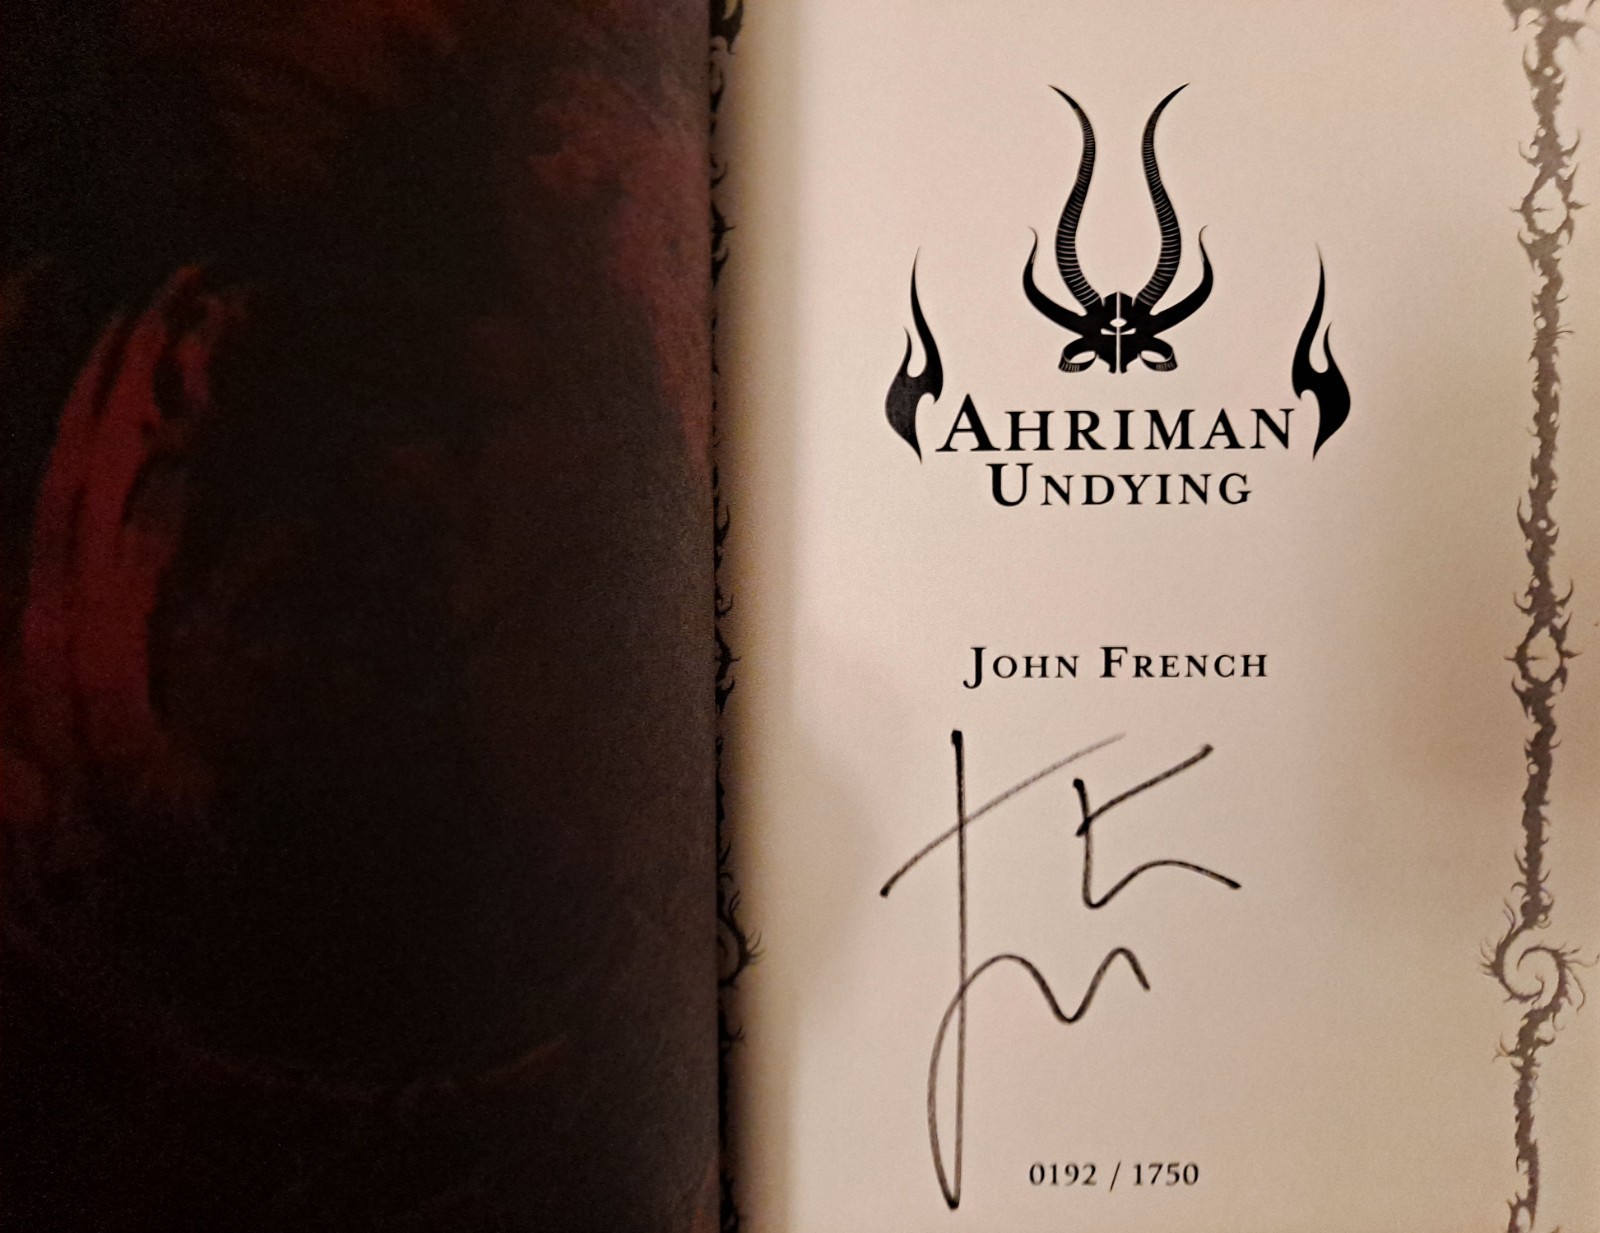 AHRIMAN
UNDYING
JOHN FRENCH
0192 / 1750